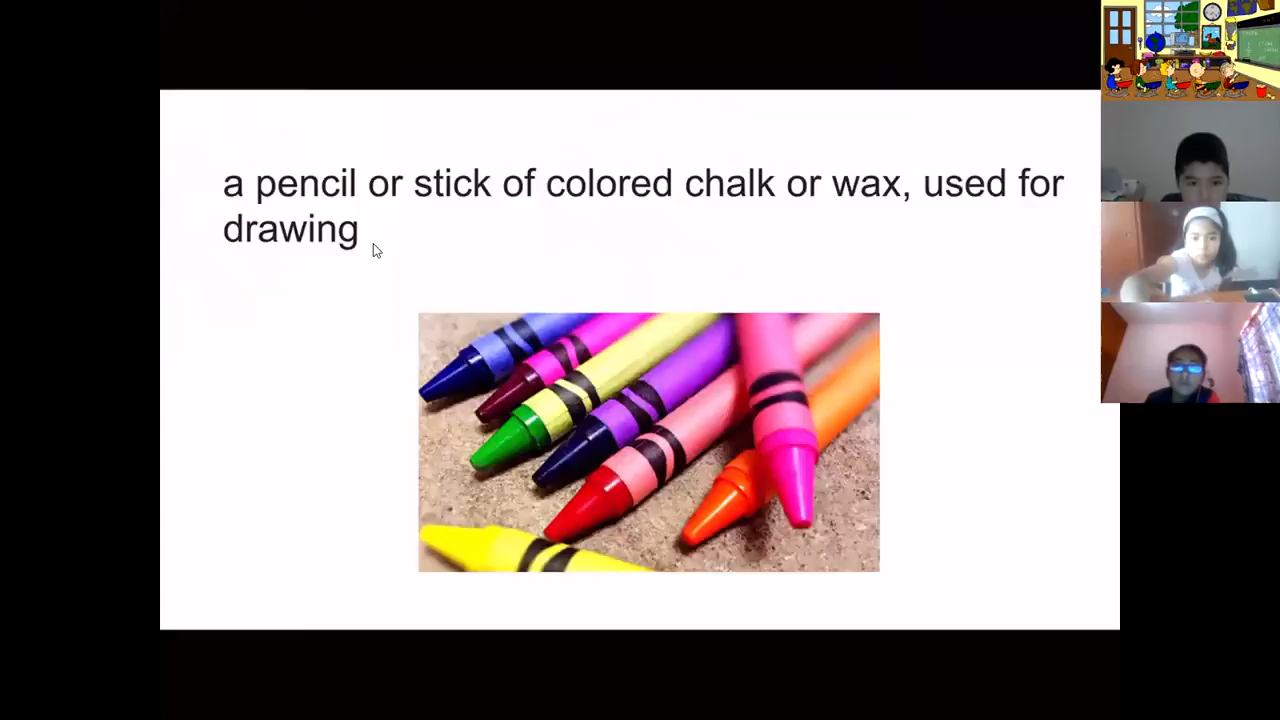 a pencil or stick of colored chalk or wax, used for
drawing